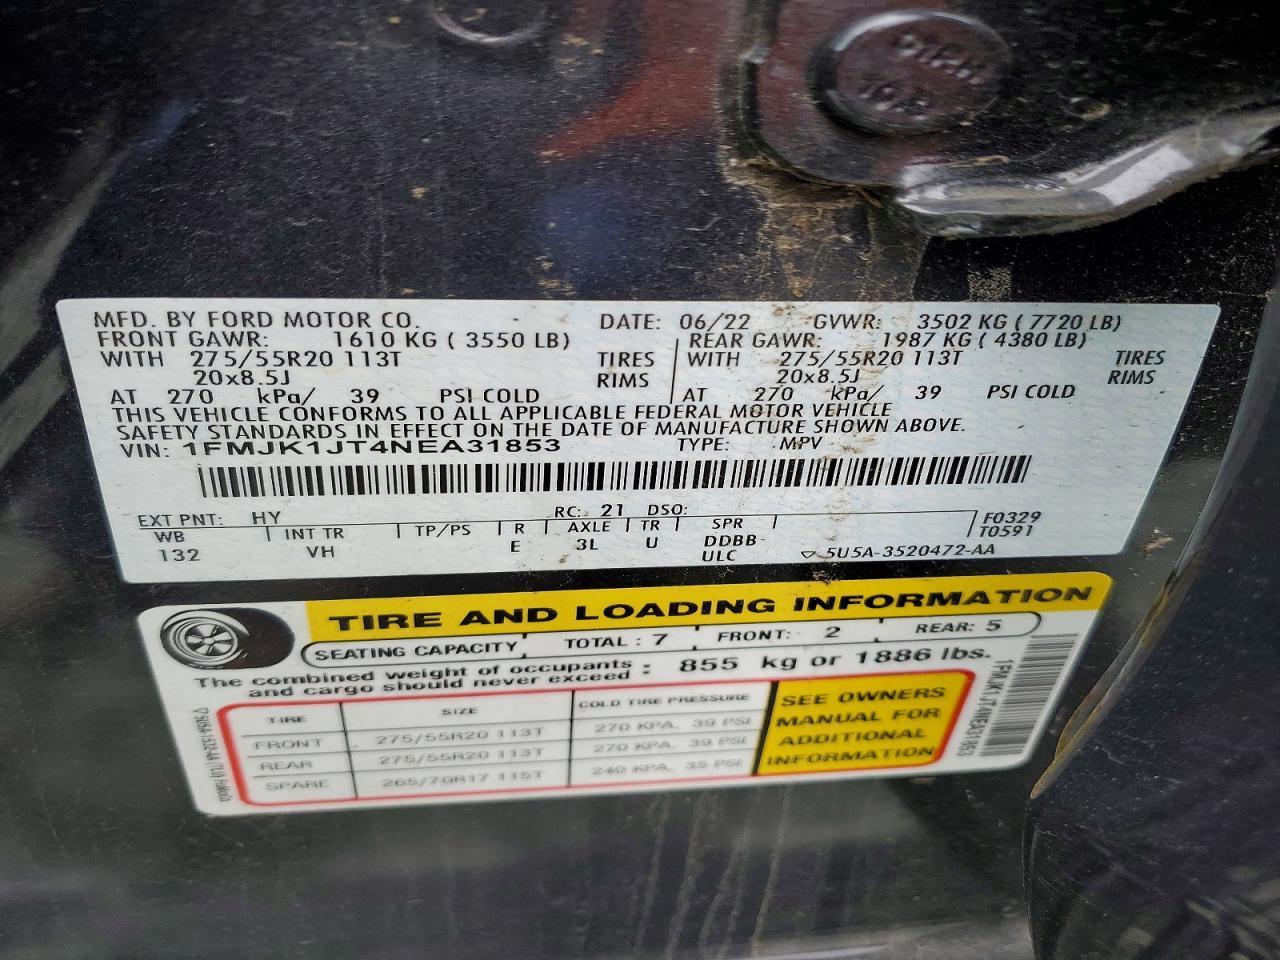 MFD. BY FORD MOTOR CO. DATE: 06/22 GVWR: 3502 KG ( 7720 LB)
FRONT GAWR: 1610 KG ( 3550 LB) REAR GAWR: 1987 KG ( 4380 LB)
WITH 275/55R20 113T TIRES WITH 275/55R20 113T TIRES
20x8.5J RIMS 20x8.5J RIMS
AT 270 kPa/ 39 PSI COLD AT 270 kPa/ 39 PSI COLD
THIS VEHICLE CONFORMS TO ALL APPLICABLE FEDERAL MOTOR VEHICLE
SAFETY STANDARDS IN EFFECT ON THE DATE OF MANUFACTURE SHOWN ABOVE.
VIN: 1FMJK1JT4NEA31853 TYPE: MPV
EXT PNT: HY RC: 21 DSO: F0329
WB INT TR TP/PS R AXLE TR SPR T0591
132 VH E 3L U DDBB
ULC 5U5A-3520472-AA
TIRE AND LOADING INFORMATION
SEATING CAPACITY TOTAL : 7 FRONT: 2 REAR: 5
The combined weight of occupants
and cargo should never exceed : 855 kg or 1886 lbs.
TIRE SIZE COLD TIRE PRESSURE
FRONT 275/55R20 113T 270 KPA. 39 PSI
REAR 275/55R20 113T 270 KPA. 39 PSI
SPARE 265/70R17 115T 240 KPA. 35 PSI
SEE OWNERS
MANUAL FOR
ADDITIONAL
INFORMATION
1FMJK1JT4NEA31853